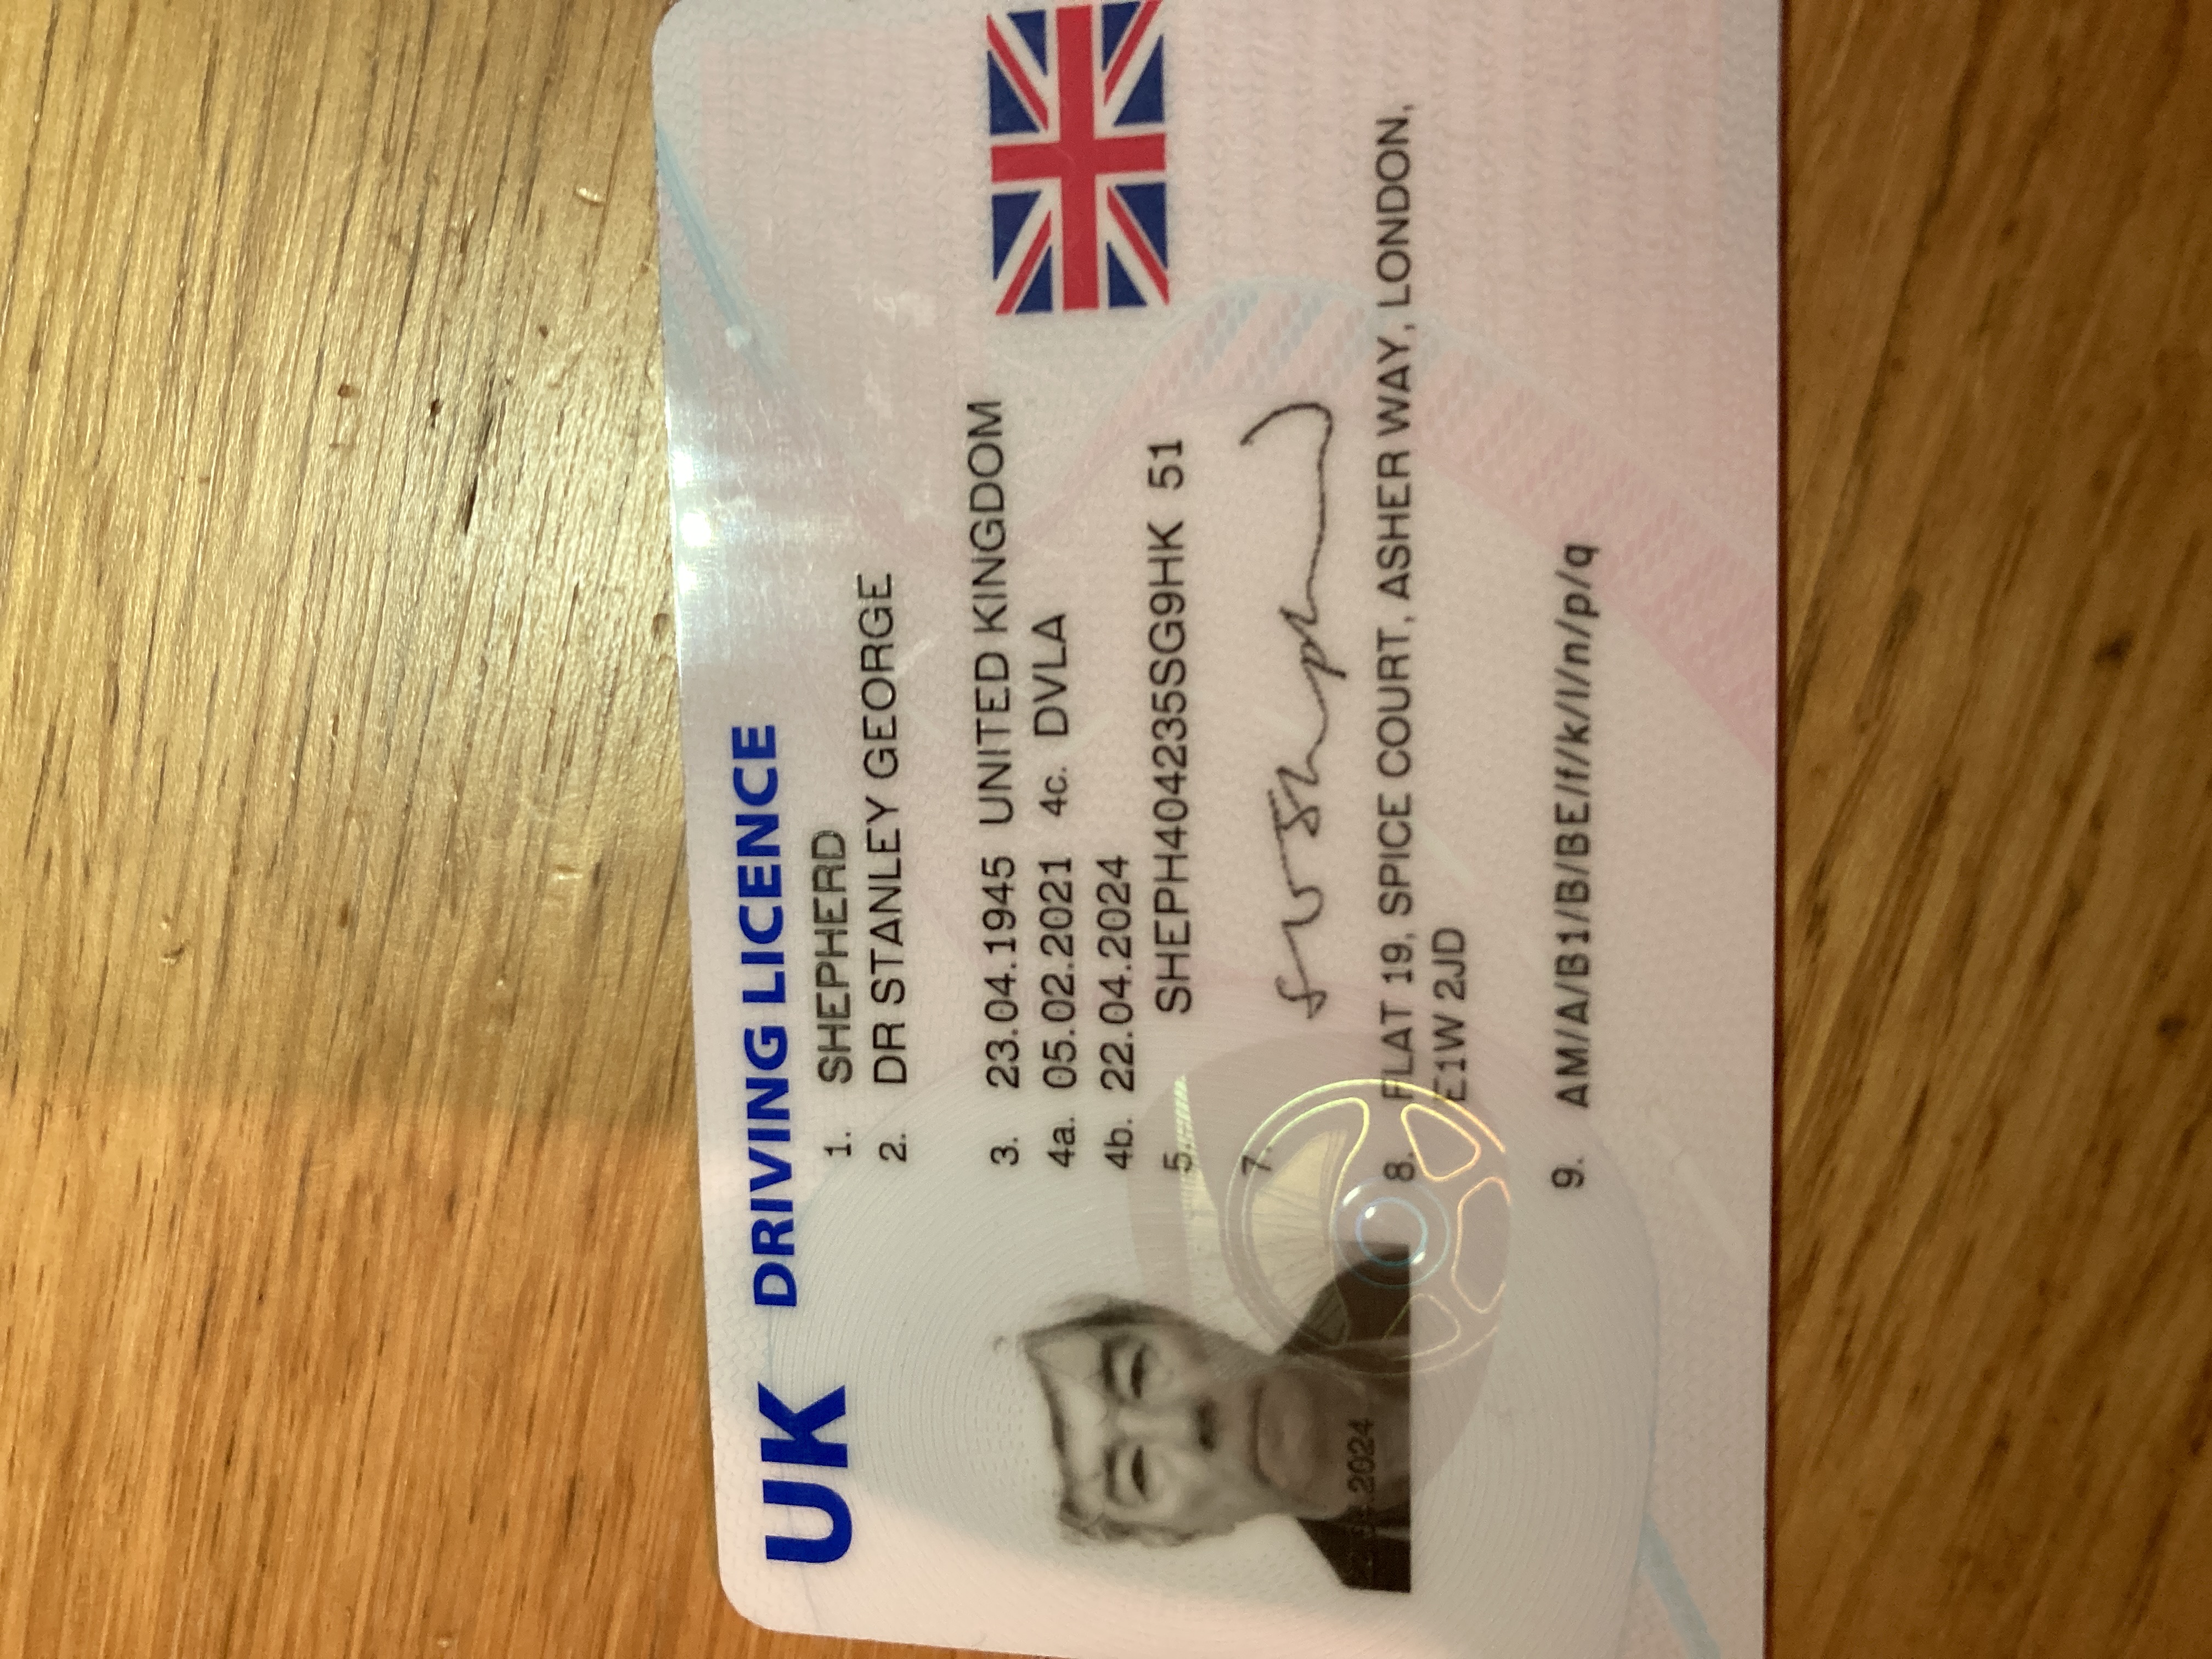 UK DRIVING LICENCE
1. SHEPHERD
2. DR STANLEY GEORGE
3. 23.04.1945 UNITED KINGDOM
4a. 05.02.2021 4c. DVLA
4b. 22.04.2024
5. SHEPH404235SG9HK 51
7. Shepherd
.2024
8. FLAT 19, SPICE COURT, ASHER WAY, LONDON,
E1W 2JD
9. AM/A/B1/B/BE/f/k/l/n/p/q